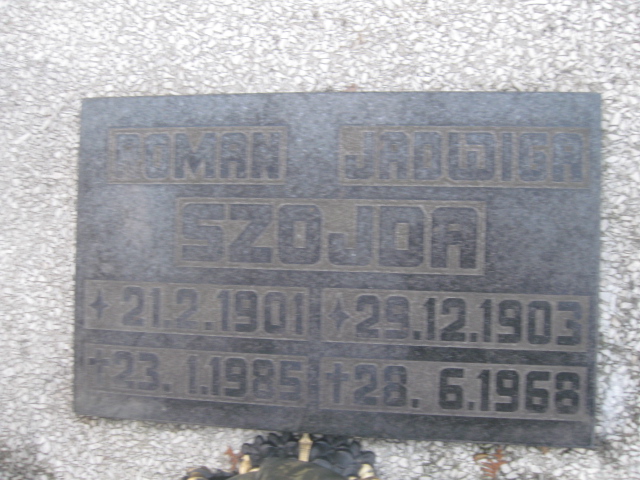 ROMAN JADWIGA
SZOJDA
* 21.2.1901 * 29.12.1903
† 23.1.1985 † 28.6.1968